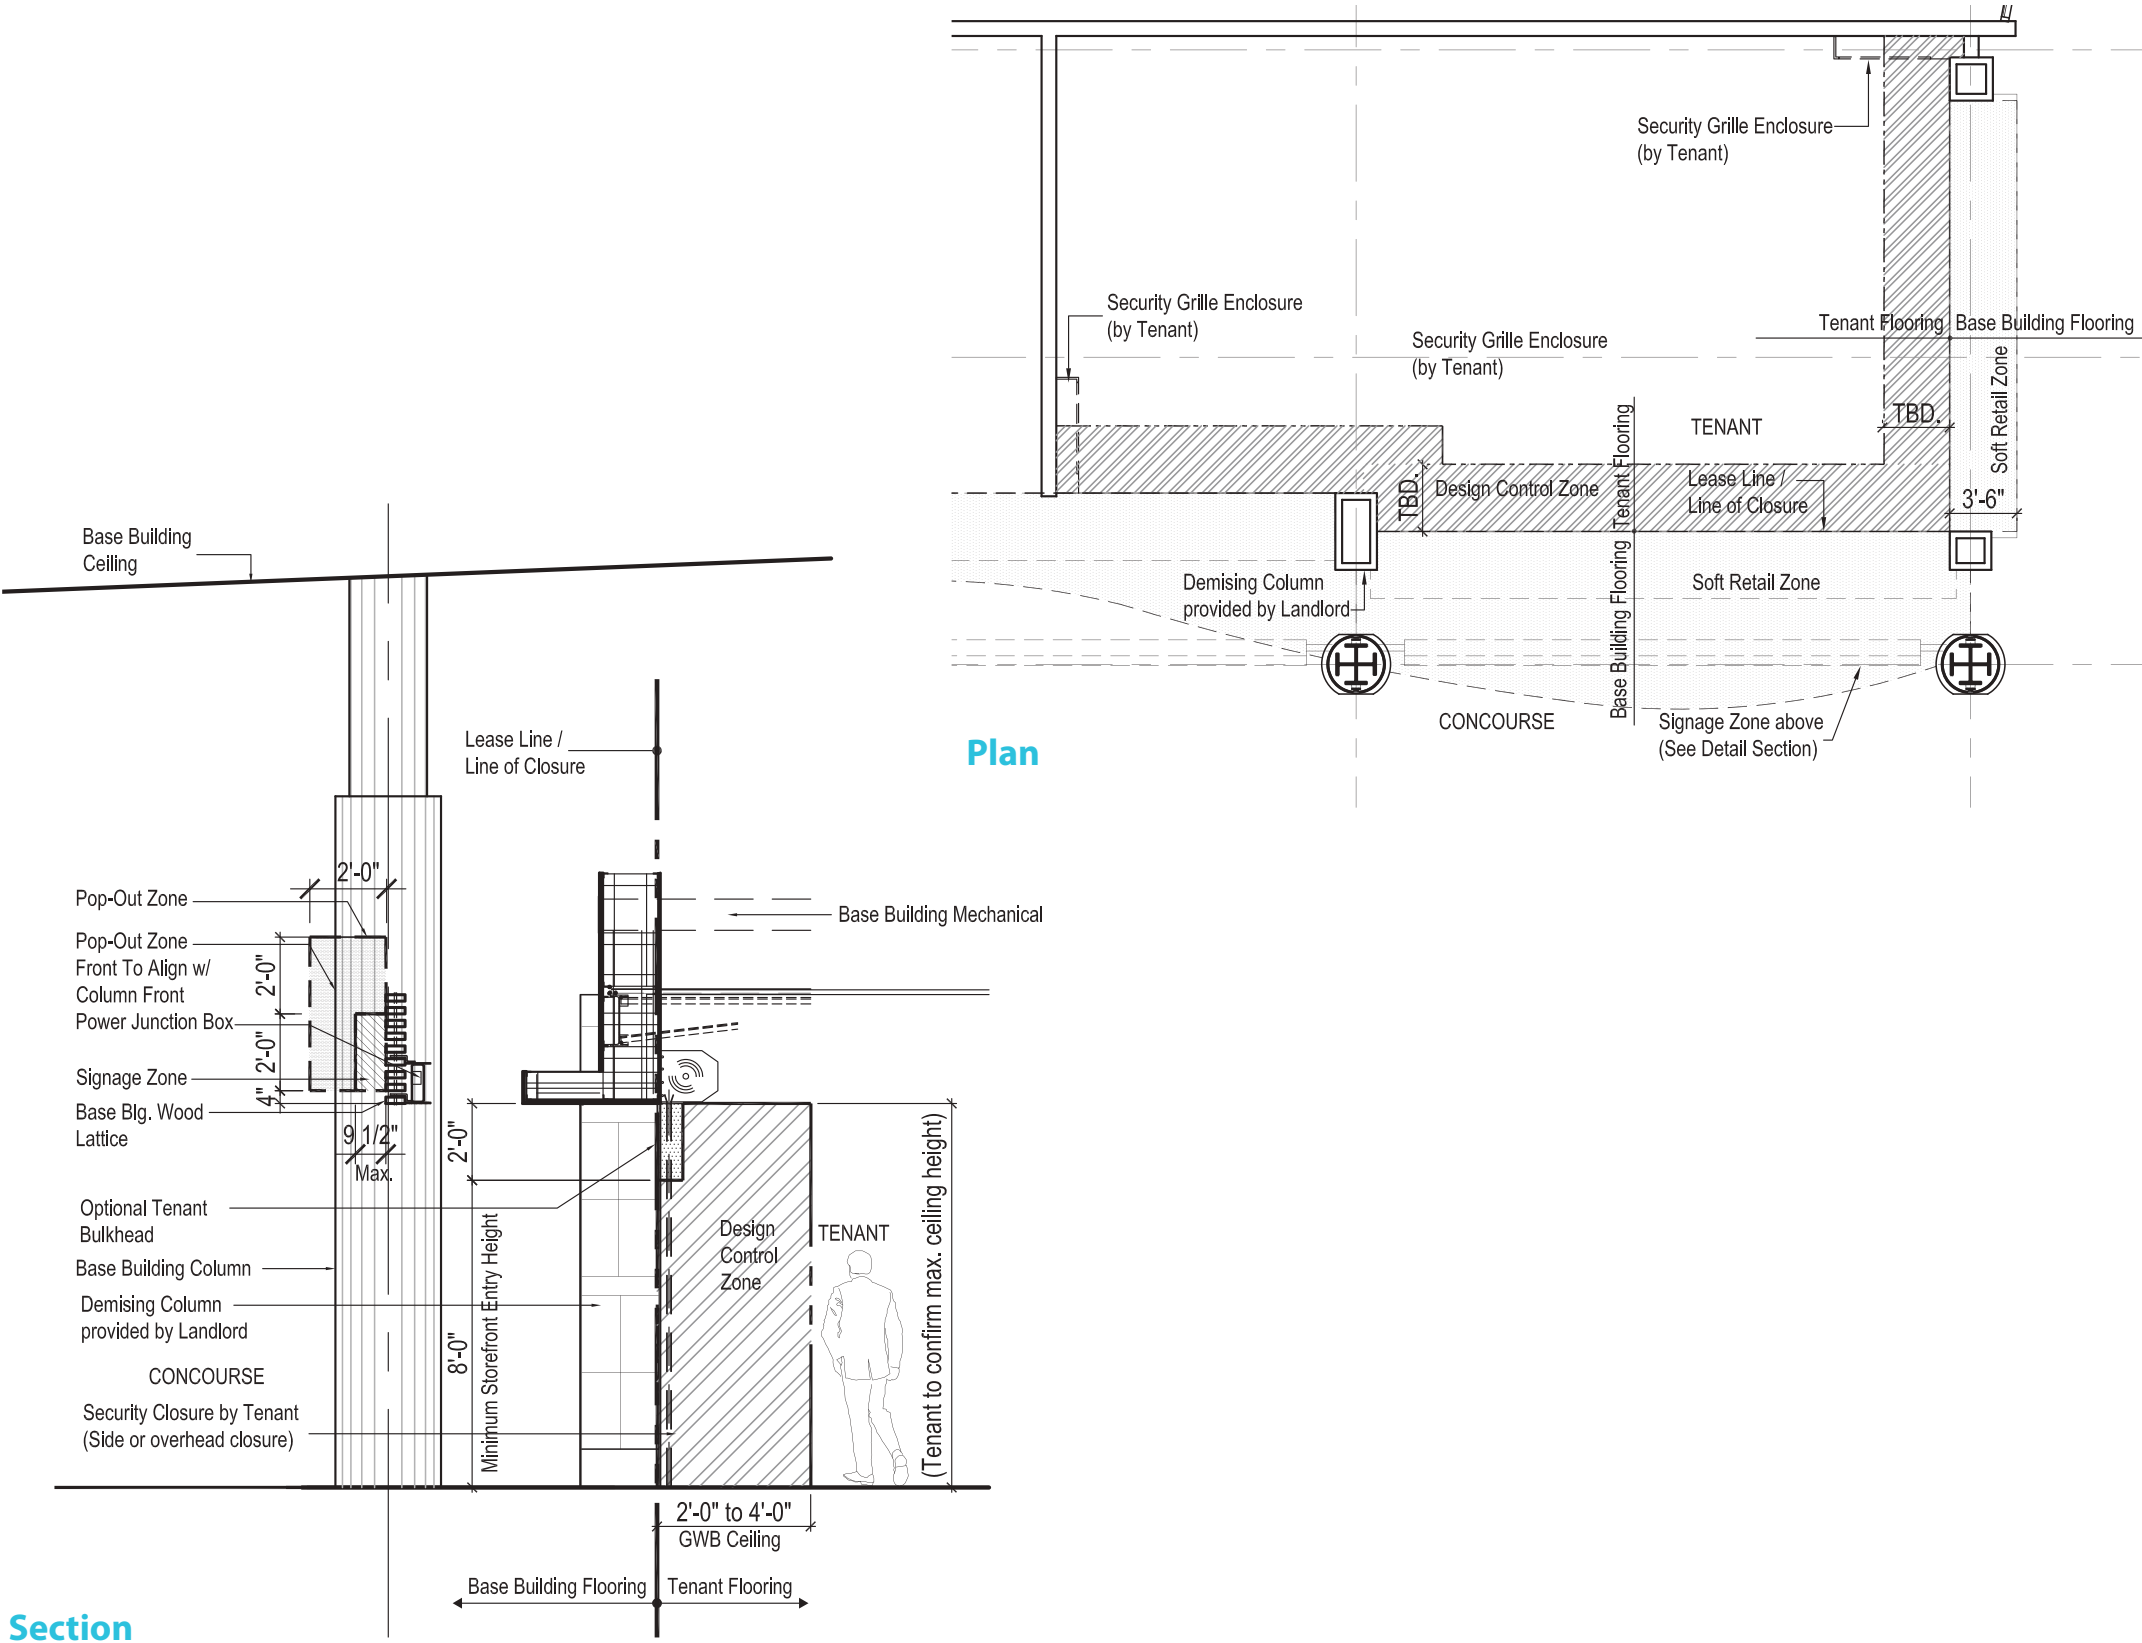 Security Grille Enclosure
(by Tenant)
Security Grille Enclosure
(by Tenant)
Security Grille Enclosure
(by Tenant)
Tenant Flooring
Base Building Flooring
Soft Retail Zone
TBD.
3'-6"
TENANT
Tenant Flooring
Base Building Flooring
TBD.
Design Control Zone
Lease Line /
Line of Closure
Demising Column
provided by Landlord
Soft Retail Zone
CONCOURSE
Signage Zone above
(See Detail Section)
Plan
Base Building
Ceiling
Lease Line /
Line of Closure
2'-0"
Pop-Out Zone
Pop-Out Zone
Front To Align w/
Column Front
Power Junction Box
Signage Zone
Base Blg. Wood
Lattice
2'-0"
2'-0"
4"
9 1/2"
Max.
Base Building Mechanical
Optional Tenant
Bulkhead
Base Building Column
Demising Column
provided by Landlord
CONCOURSE
Security Closure by Tenant
(Side or overhead closure)
2'-0"
8'-0"
Minimum Storefront Entry Height
Design
Control
Zone
TENANT
(Tenant to confirm max. ceiling height)
2'-0" to 4'-0"
GWB Ceiling
Base Building Flooring
Tenant Flooring
Section